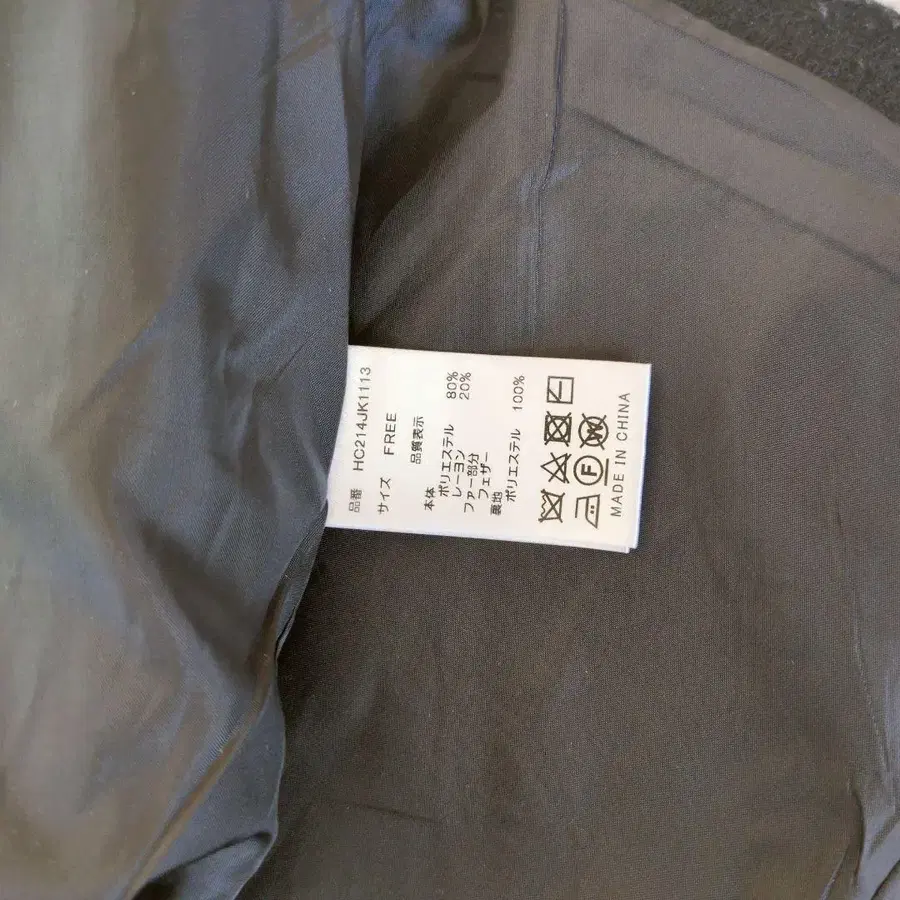 品番 HC214JK1113
サイズ FREE
品質表示
本体
ポリエステル 80%
レーヨン 20%
ファー部分
フェザー
裏地
ポリエステル 100%
F
W
MADE IN CHINA